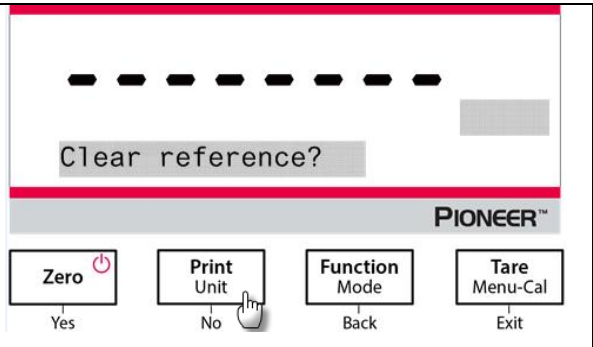 --------
Clear reference?
PIONEER™
Zero Print Function Tare
Unit Mode Menu-Cal
Yes No Back Exit